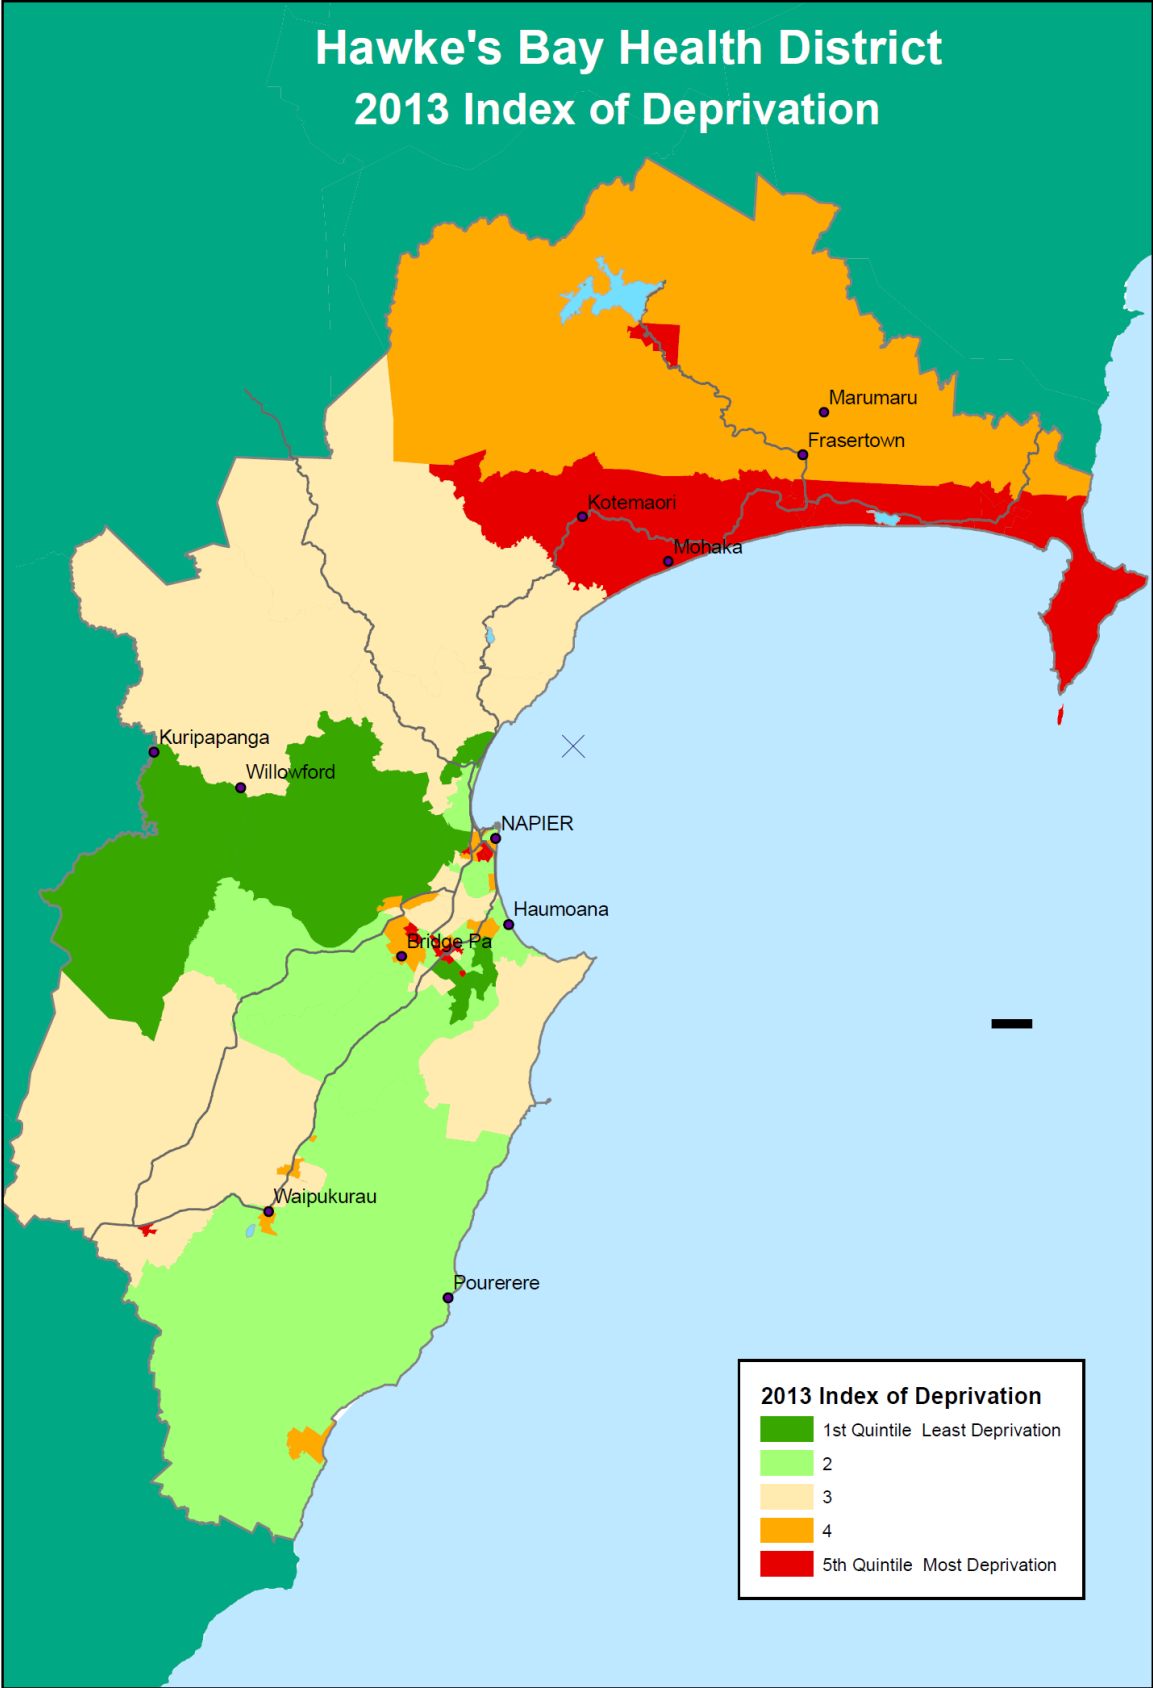 Hawke's Bay Health District
2013 Index of Deprivation
Marumaru
Frasertown
Kotemaori
Mohaka
Kuripapanga
Willowford
NAPIER
Haumoana
Bridge Pa
Waipukurau
Pourerere
2013 Index of Deprivation
1st Quintile Least Deprivation
2
3
4
5th Quintile Most Deprivation